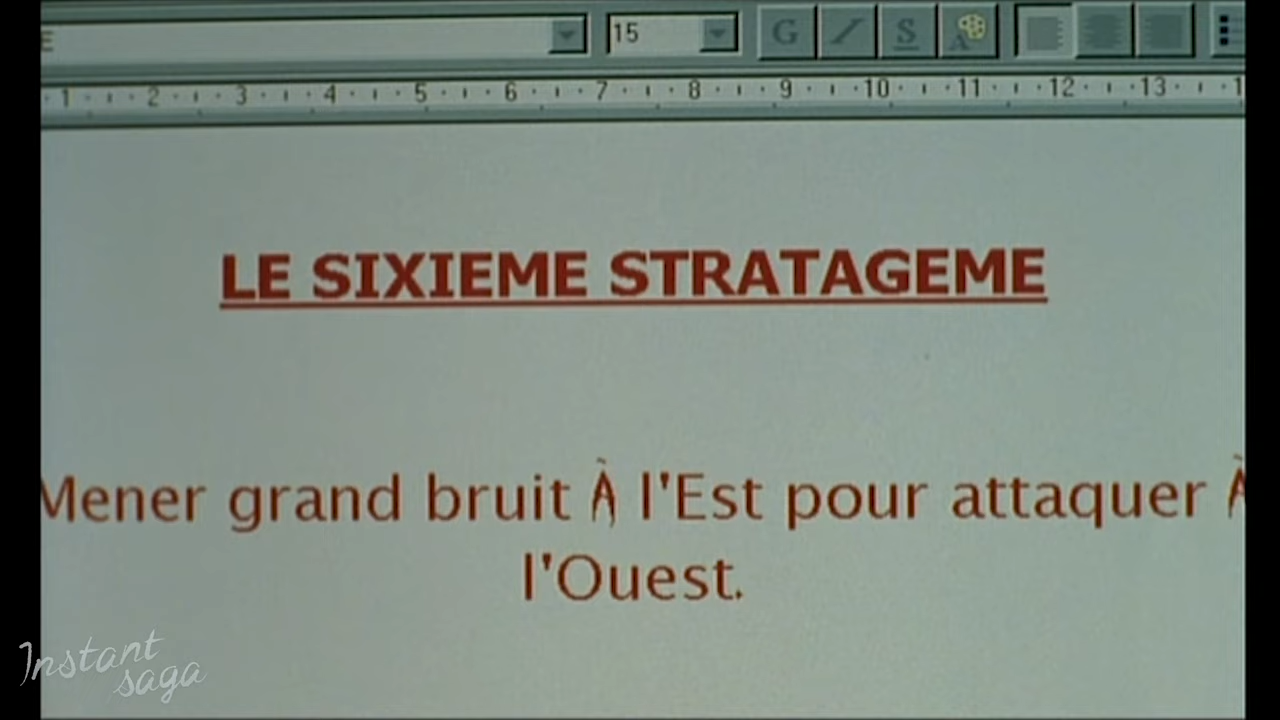 E
15
G I S A
1 2 3 4 5 6 7 8 9 10 11 12 13 1
LE SIXIEME STRATAGEME
Mener grand bruit À l'Est pour attaquer À
l'Ouest.
Instant
saga